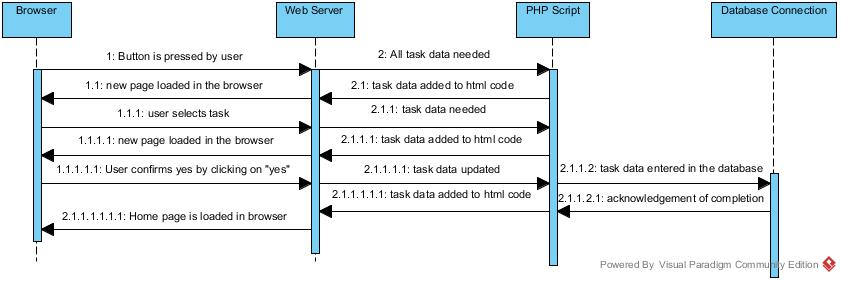 Browser
Web Server
PHP Script
Database Connection
1: Button is pressed by user
2: All task data needed
1.1: new page loaded in the browser
2.1: task data added to html code
1.1.1: user selects task
2.1.1: task data needed
1.1.1.1: new page loaded in the browser
2.1.1.1: task data added to html code
1.1.1.1.1: User confirms yes by clicking on "yes"
2.1.1.1.1: task data updated
2.1.1.2: task data entered in the database
2.1.1.1.1.1: task data added to html code
2.1.1.2.1: acknowledgement of completion
2.1.1.1.1.1.1: Home page is loaded in browser
Powered By Visual Paradigm Community Edition